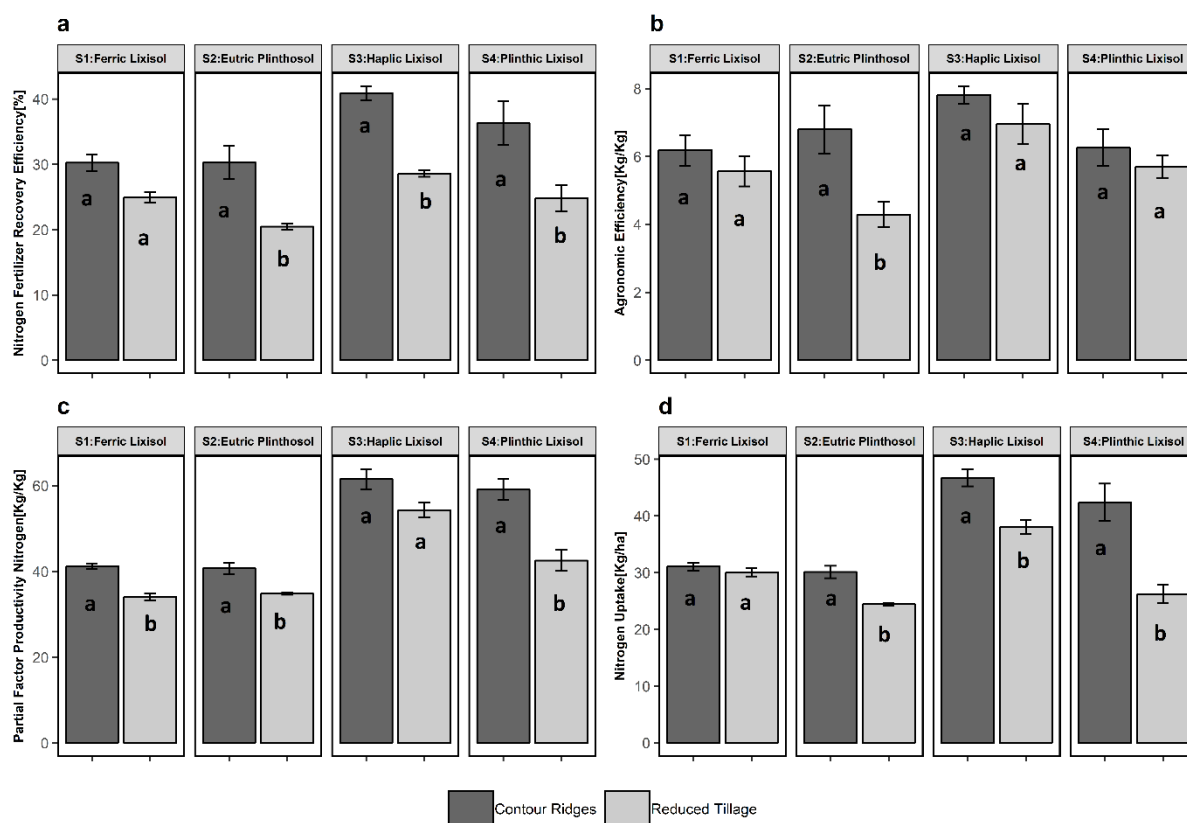 a
S1:Ferric Lixisol S2:Eutric Plinthosol S3:Haplic Lixisol S4:Plinthic Lixisol
Nitrogen Fertilizer Recovery Efficiency[%]
40
30
20
10
0
a a a b a b a b
b
S1:Ferric Lixisol S2:Eutric Plinthosol S3:Haplic Lixisol S4:Plinthic Lixisol
Agronomic Efficiency[Kg/Kg]
8
6
4
2
0
a a a b a a a a
c
S1:Ferric Lixisol S2:Eutric Plinthosol S3:Haplic Lixisol S4:Plinthic Lixisol
Partial Factor Productivity Nitrogen[Kg/Kg]
60
40
20
0
a b a b a a a b
d
S1:Ferric Lixisol S2:Eutric Plinthosol S3:Haplic Lixisol S4:Plinthic Lixisol
Nitrogen Uptake[Kg/ha]
50
40
30
20
10
0
a a a b a b a b
Contour Ridges Reduced Tillage